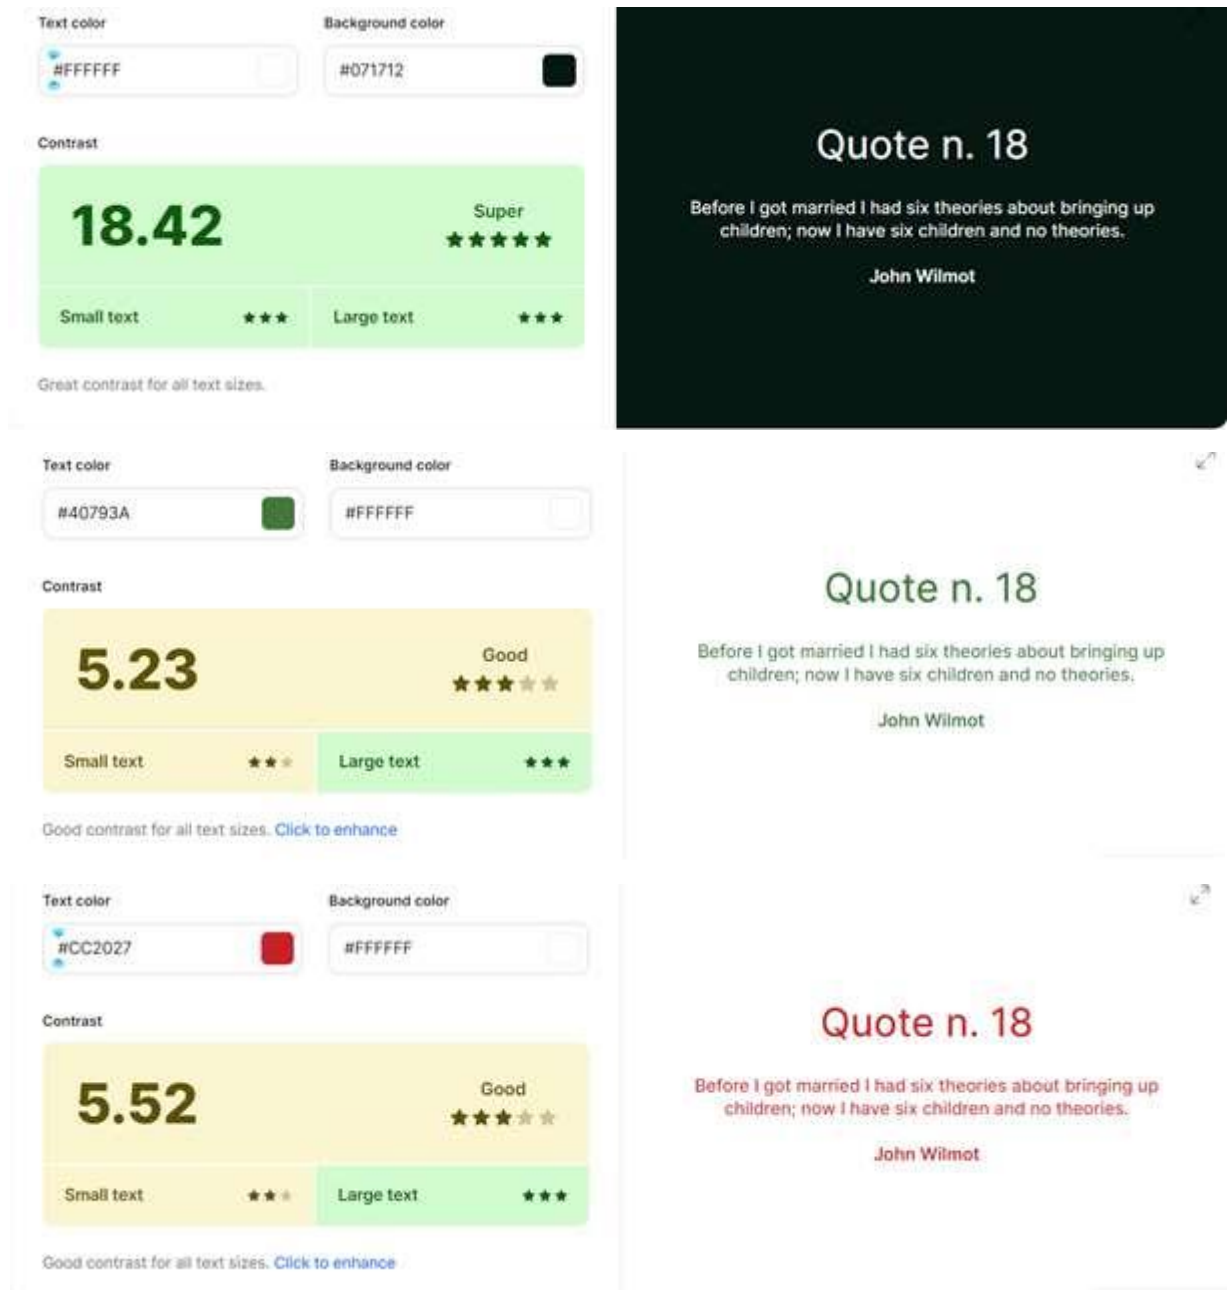 Text color
Background color
#FFFFFF
#071712
Contrast
18.42
Super
Small text
Large text
Great contrast for all text sizes.
Quote n. 18
Before I got married I had six theories about bringing up
children; now I have six children and no theories.
John Wilmot
Text color
Background color
#40793A
#FFFFFF
Contrast
5.23
Good
Small text
Large text
Good contrast for all text sizes. Click to enhance
Quote n. 18
Before I got married I had six theories about bringing up
children; now I have six children and no theories.
John Wilmot
Text color
Background color
#CC2027
#FFFFFF
Contrast
5.52
Good
Small text
Large text
Good contrast for all text sizes. Click to enhance
Quote n. 18
Before I got married I had six theories about bringing up
children; now I have six children and no theories.
John Wilmot